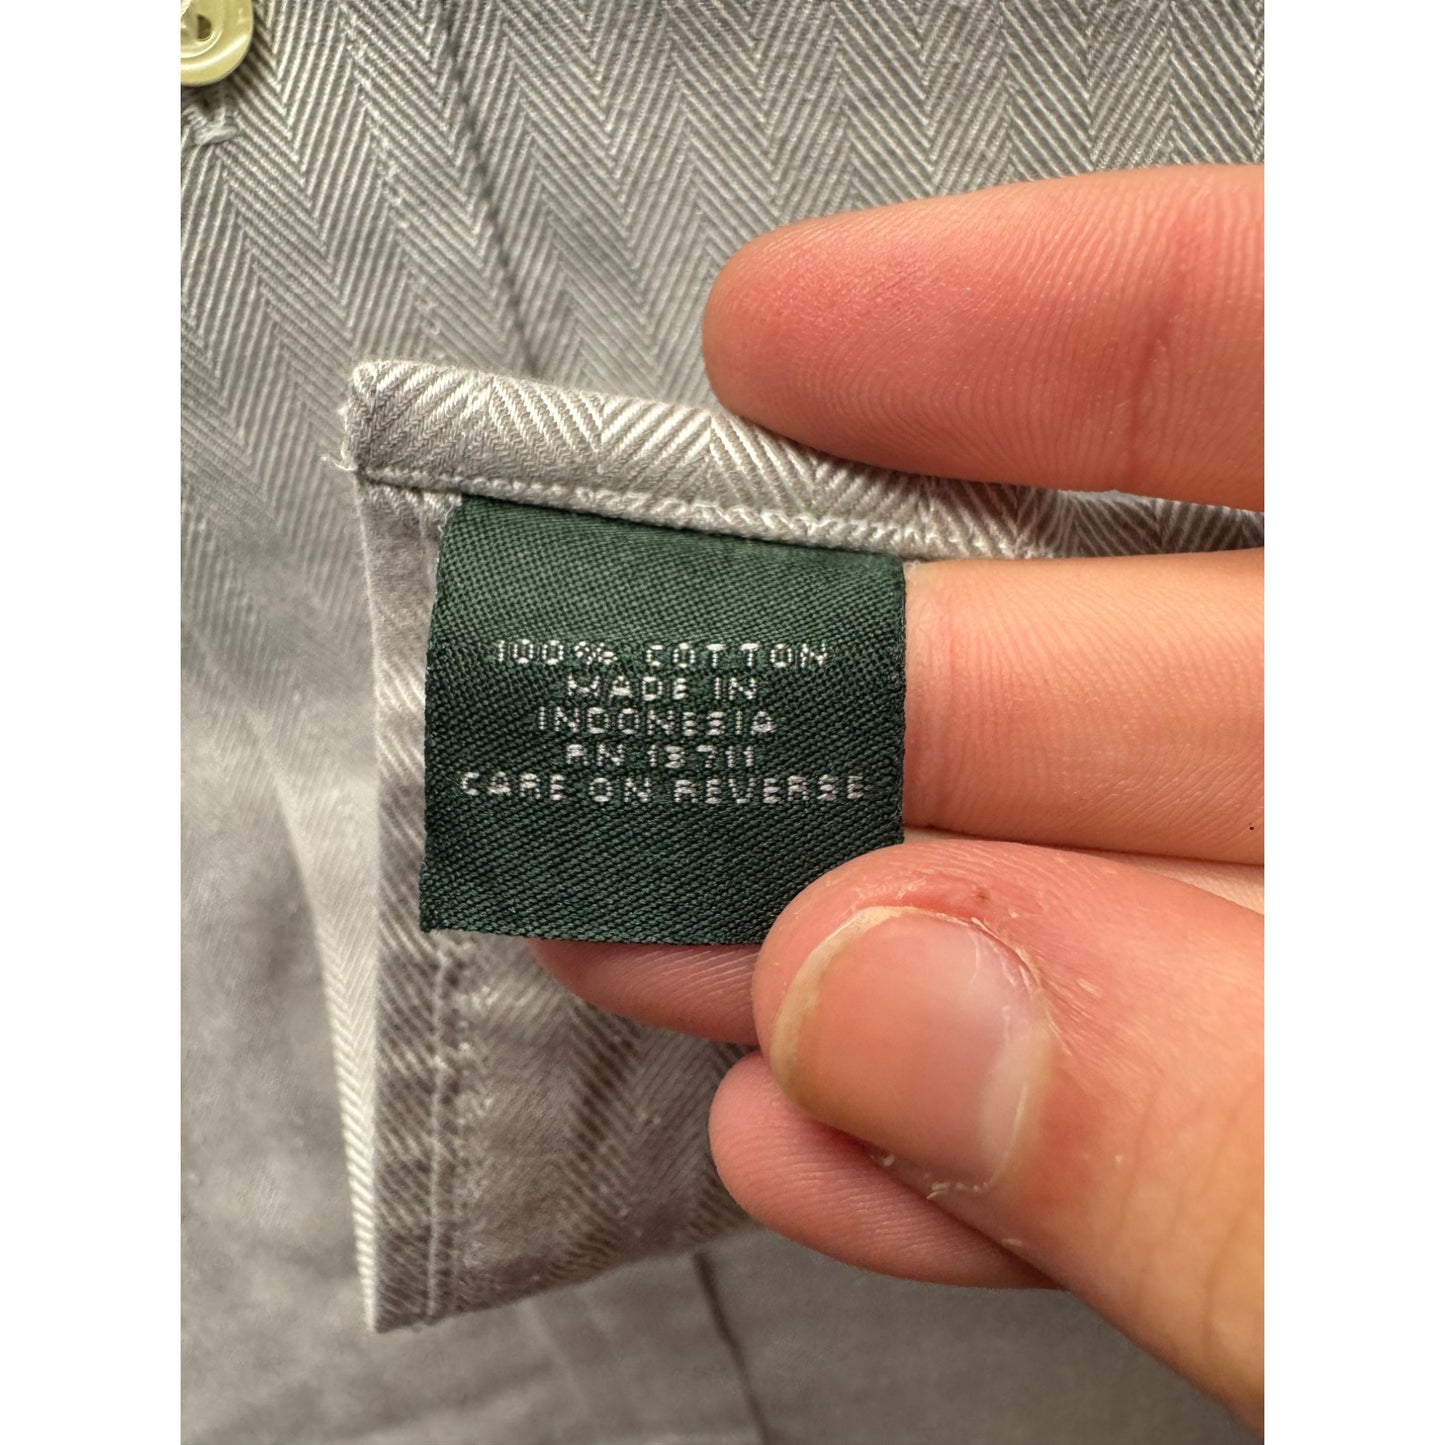 100% COTTON
MADE IN
INDONESIA
RN 13711
CARE ON REVERSE